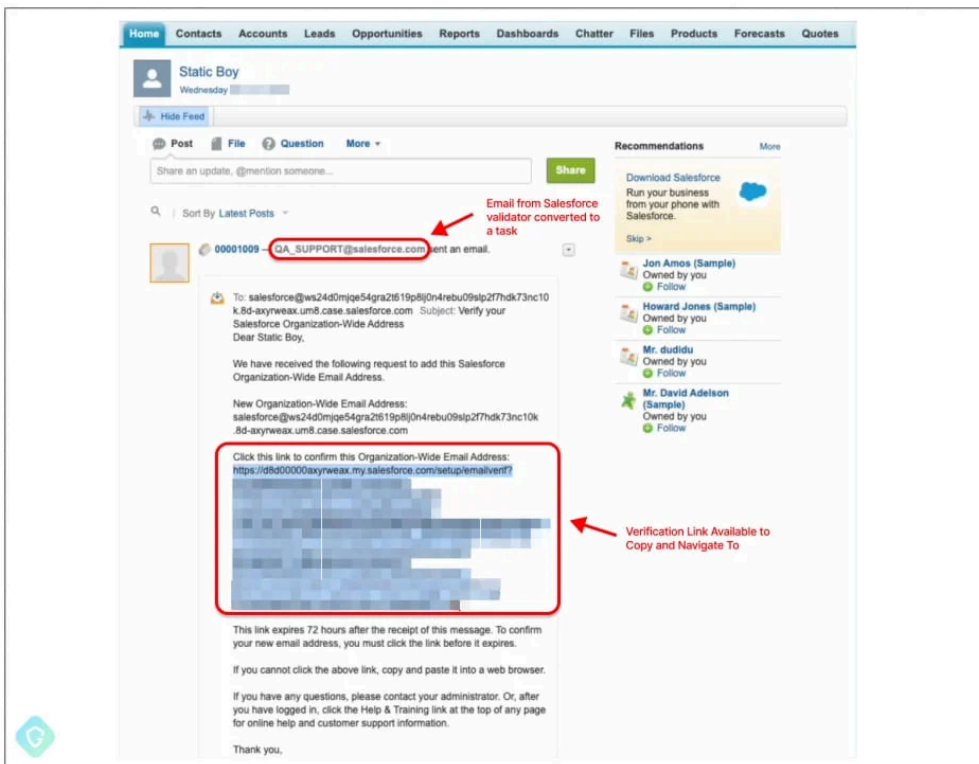 Home Contacts Accounts Leads Opportunities Reports Dashboards Chatter Files Products Forecasts Quotes
Static Boy
Wednesday
Hide Feed
Post File Question More
Share an update, @mention someone...
Share
Sort By Latest Posts
Email from Salesforce
validator converted to
a task
00001009 — QA_SUPPORT@salesforce.com sent an email.
To: salesforce@ws24d0mjqe54gra2t619p8lj0n4rebu09slp2f7hdk73nc10
k.8d-axyrweax.um8.case.salesforce.com Subject: Verify your
Salesforce Organization-Wide Address
Dear Static Boy,
We have received the following request to add this Salesforce
Organization-Wide Email Address.
New Organization-Wide Email Address:
salesforce@ws24d0mjqe54gra2t619p8lj0n4rebu09slp2f7hdk73nc10k
.8d-axyrweax.um8.case.salesforce.com
Click this link to confirm this Organization-Wide Email Address:
https://d8d00000axyrweax.my.salesforce.com/setup/emailverif?
Verification Link Available to
Copy and Navigate To
This link expires 72 hours after the receipt of this message. To confirm
your new email address, you must click the link before it expires.
If you cannot click the above link, copy and paste it into a web browser.
If you have any questions, please contact your administrator. Or, after
you have logged in, click the Help & Training link at the top of any page
for online help and customer support information.
Thank you,
Recommendations More
Download Salesforce
Run your business
from your phone with
Salesforce.
Skip >
Jon Amos (Sample)
Owned by you
Follow
Howard Jones (Sample)
Owned by you
Follow
Mr. dudidu
Owned by you
Follow
Mr. David Adelson
(Sample)
Owned by you
Follow